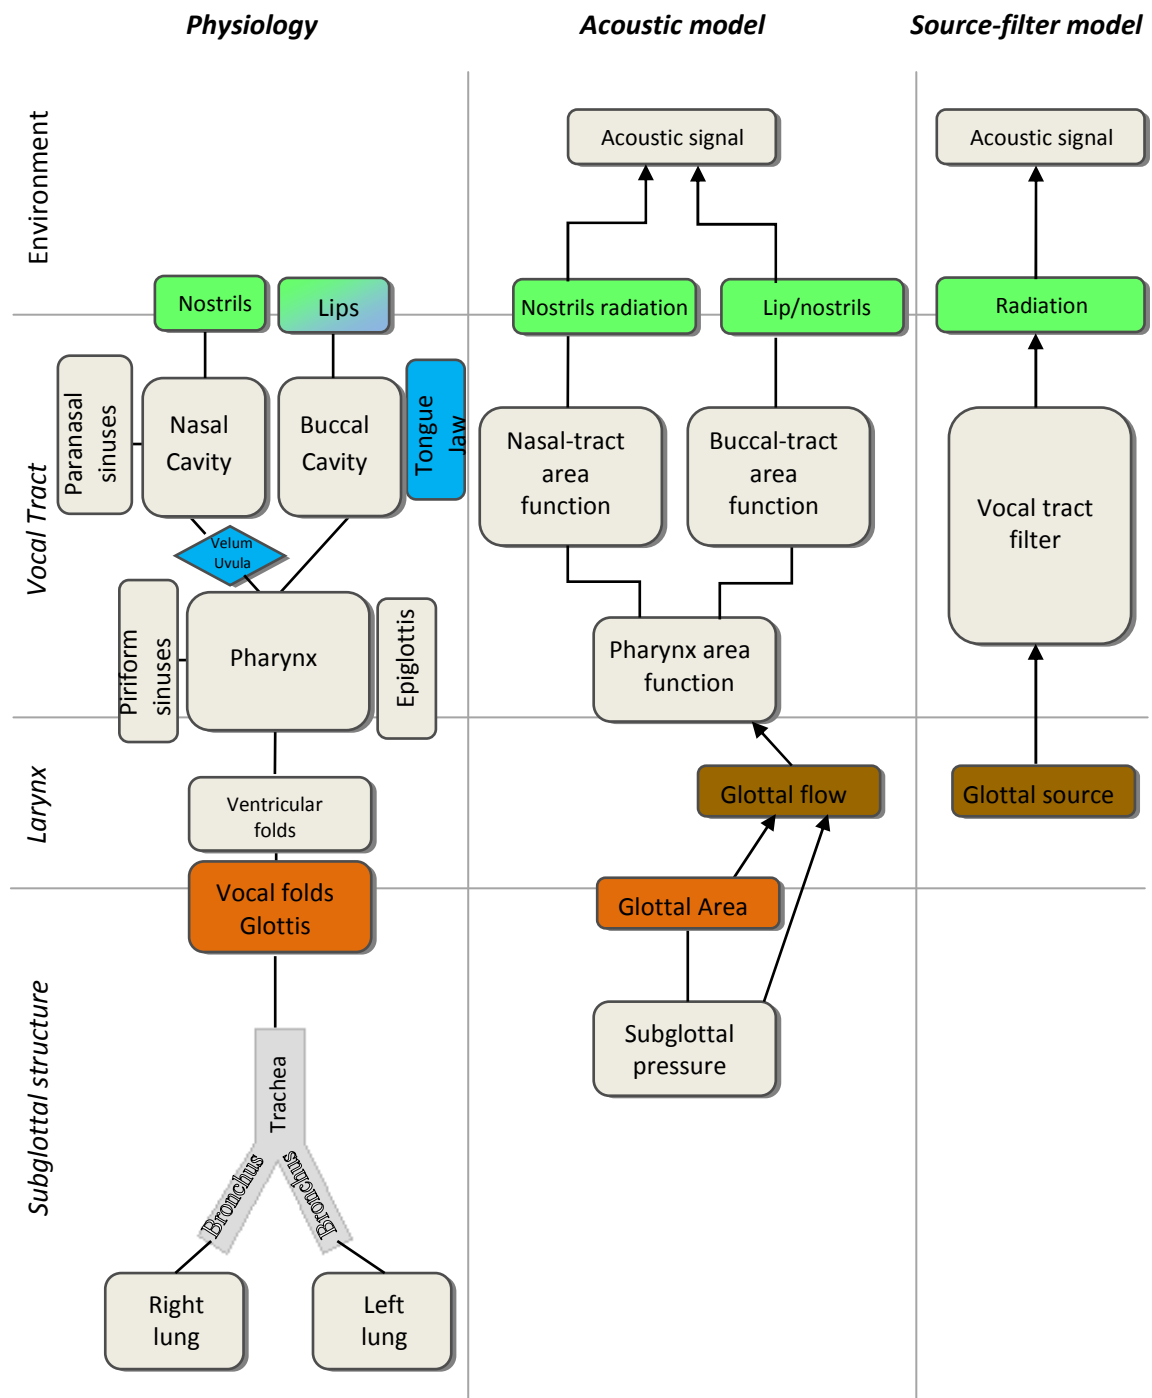 Physiology
Acoustic model
Source-filter model
Environment
Acoustic signal
Acoustic signal
Nostrils
Lips
Nostrils radiation
Lip/nostrils
Radiation
Vocal Tract
Paranasal
sinuses
Nasal
Cavity
Buccal
Cavity
Tongue
Jaw
Nasal-tract
area
function
Buccal-tract
area
function
Vocal tract
filter
Velum
Uvula
Piriform
sinuses
Pharynx
Epiglottis
Pharynx area
function
Larynx
Ventricular
folds
Glottal flow
Glottal source
Vocal folds
Glottis
Glottal Area
Subglottal structure
Subglottal
pressure
Trachea
Bronchus
Bronchus
Right
lung
Left
lung